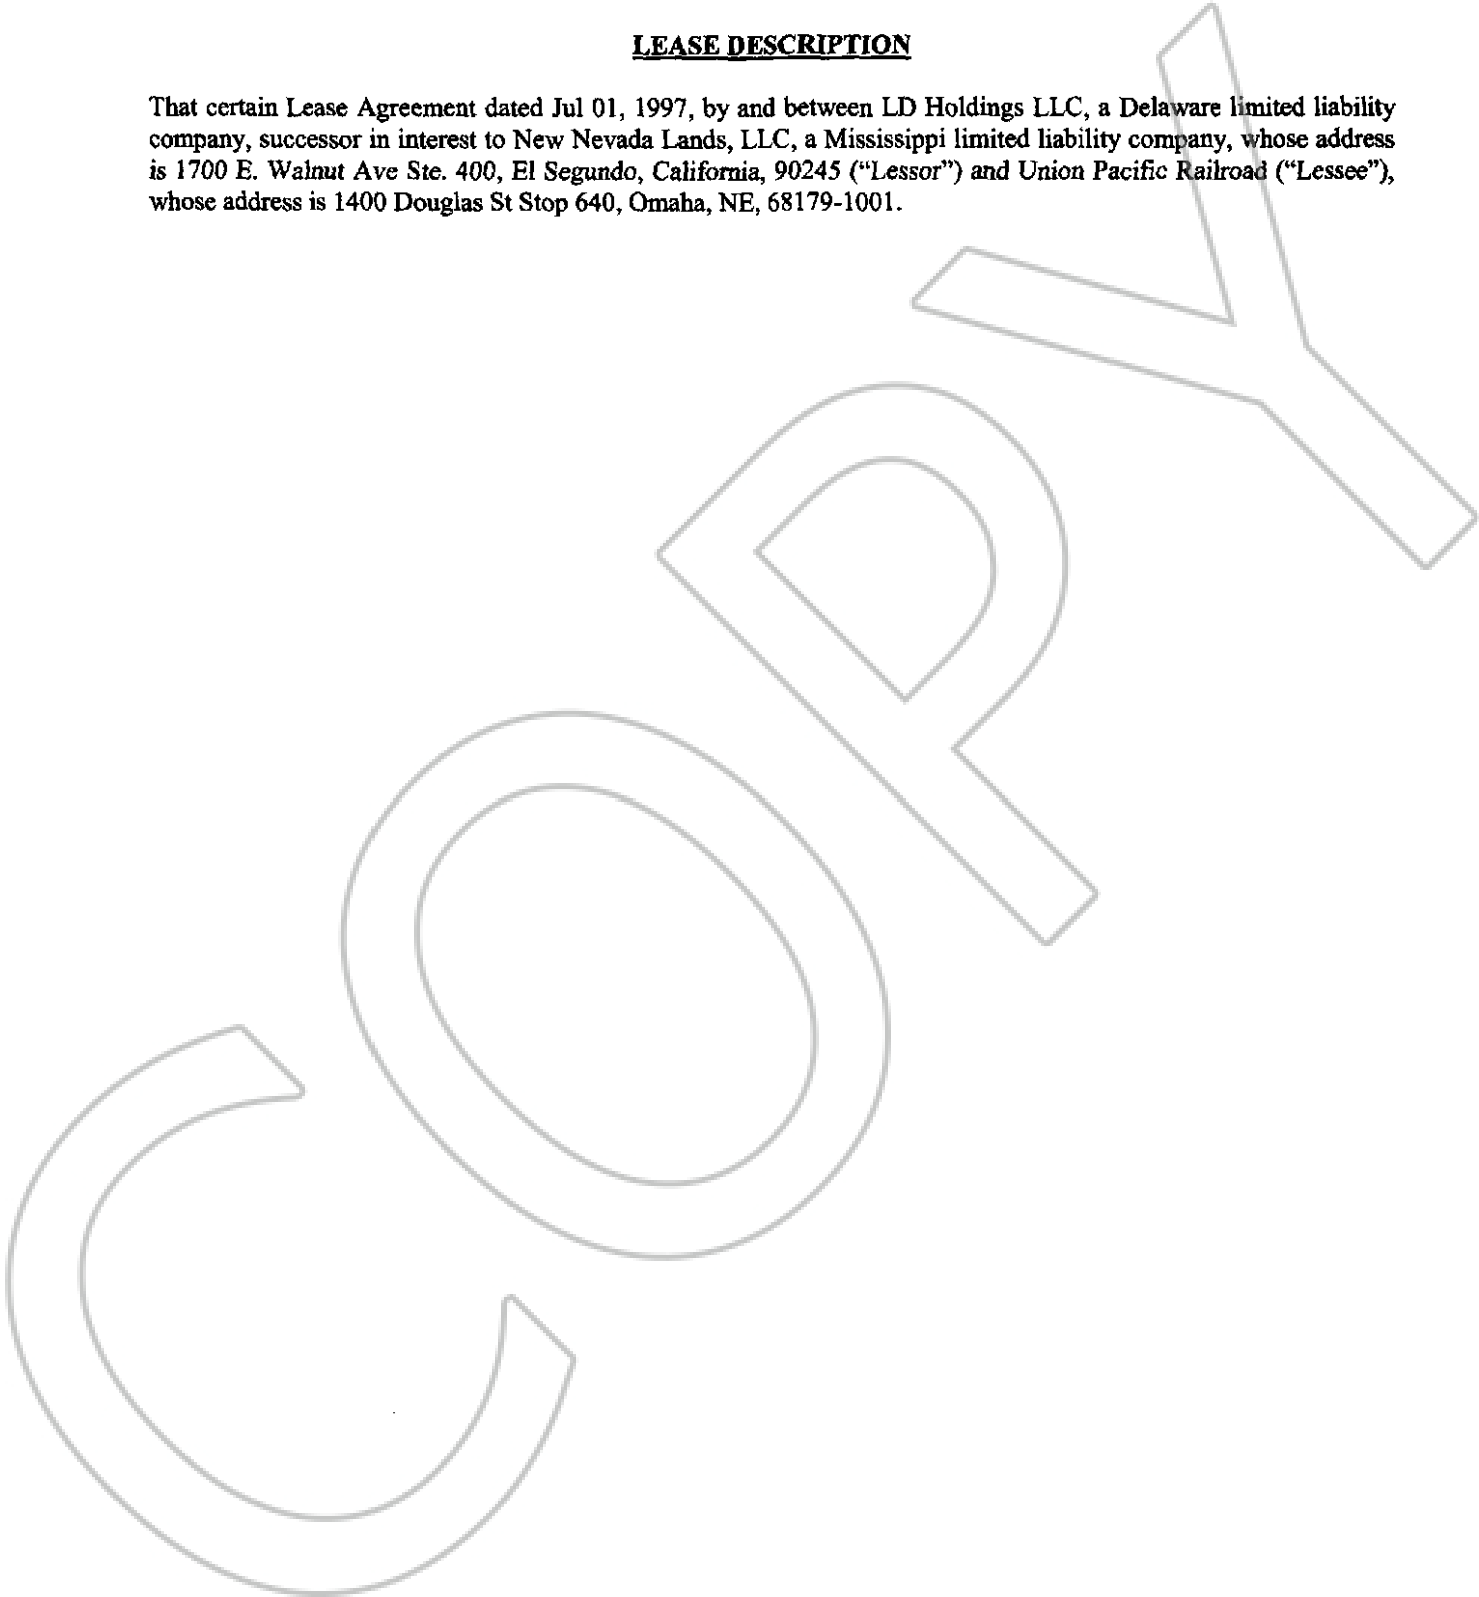 LEASE DESCRIPTION
That certain Lease Agreement dated Jul 01, 1997, by and between LD Holdings LLC, a Delaware limited liability
company, successor in interest to New Nevada Lands, LLC, a Mississippi limited liability company, whose address
is 1700 E. Walnut Ave Ste. 400, El Segundo, California, 90245 (“Lessor”) and Union Pacific Railroad (“Lessee”),
whose address is 1400 Douglas St Stop 640, Omaha, NE, 68179-1001.
COPY